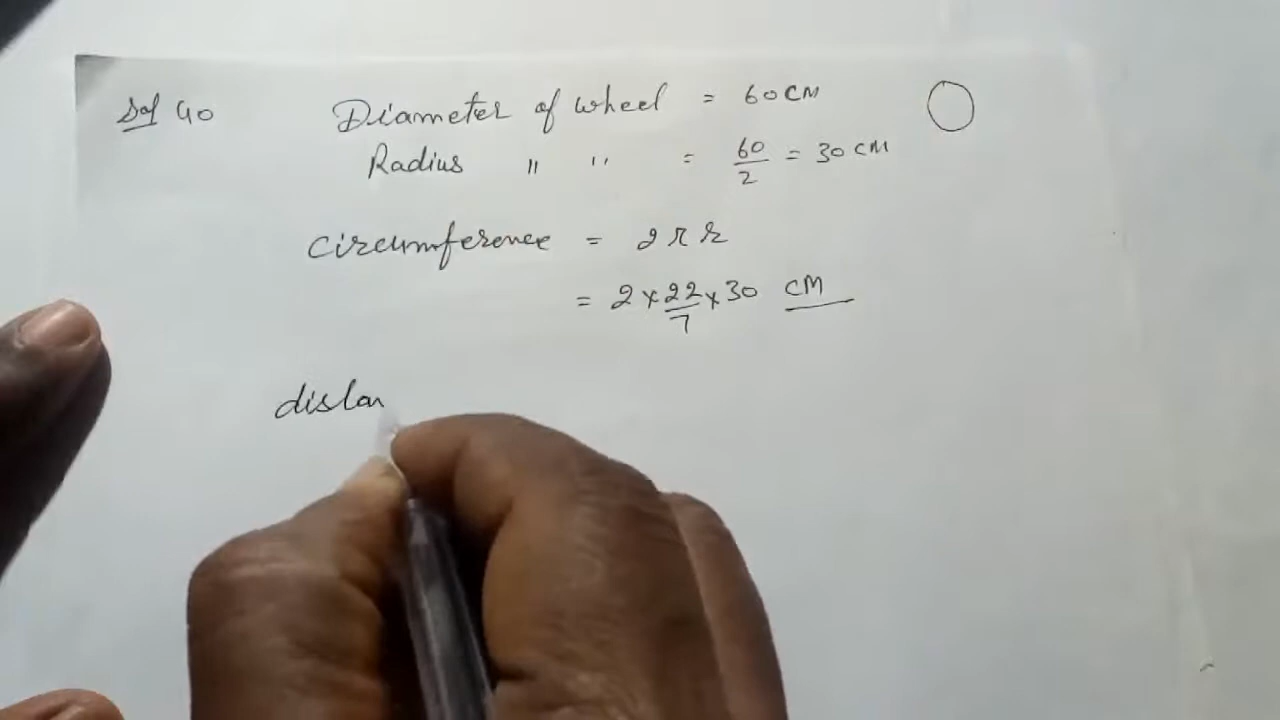 Sol 40 Diameter of wheel = 60 CM
Radius " " = 60/2 = 30 CM
Circumference = 2πr
= 2 × 22/7 × 30 CM
distan